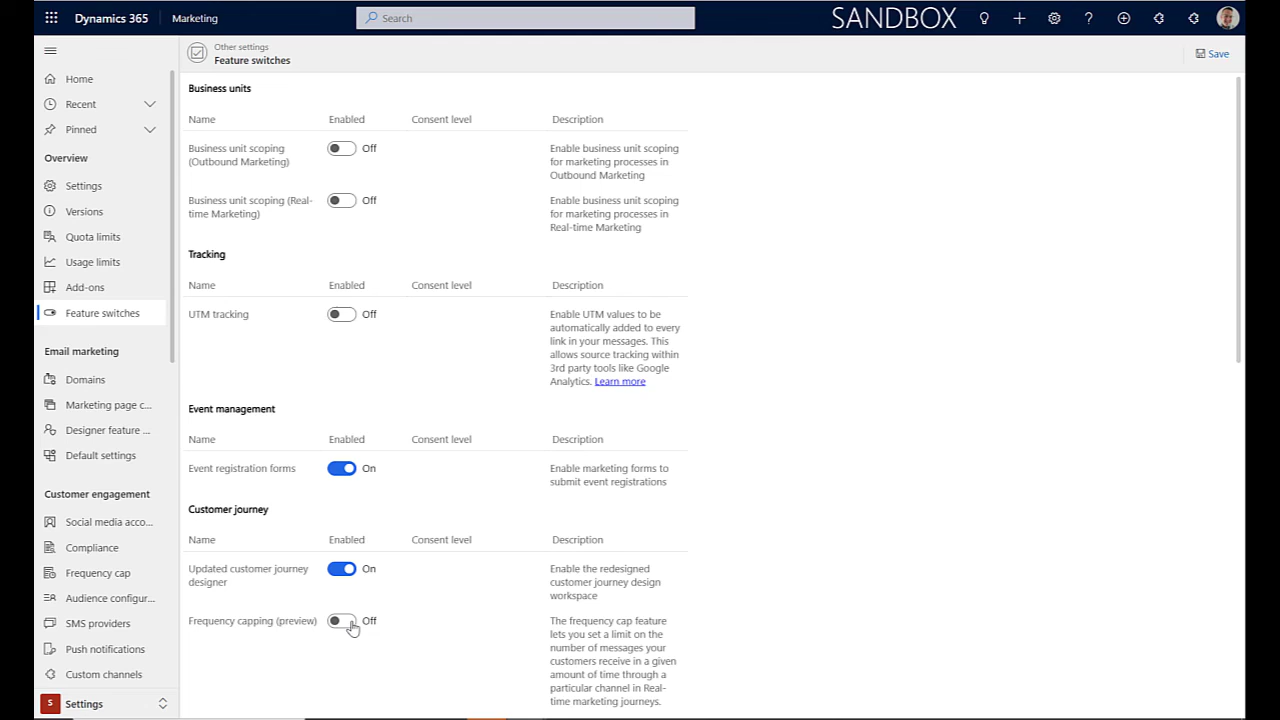 Dynamics 365
Marketing
Search
SANDBOX
Other settings
Feature switches
Save
Home
Recent
Pinned
Overview
Settings
Versions
Quota limits
Usage limits
Add-ons
Feature switches
Email marketing
Domains
Marketing page c...
Designer feature ...
Default settings
Customer engagement
Social media acco...
Compliance
Frequency cap
Audience configur...
SMS providers
Push notifications
Custom channels
S
Settings
Business units
Name Enabled Consent level Description
Business unit scoping
(Outbound Marketing)
Off
Enable business unit scoping
for marketing processes in
Outbound Marketing
Business unit scoping (Real-
time Marketing)
Off
Enable business unit scoping
for marketing processes in
Real-time Marketing
Tracking
Name Enabled Consent level Description
UTM tracking
Off
Enable UTM values to be
automatically added to every
link in your messages. This
allows source tracking within
3rd party tools like Google
Analytics. Learn more
Event management
Name Enabled Consent level Description
Event registration forms
On
Enable marketing forms to
submit event registrations
Customer journey
Name Enabled Consent level Description
Updated customer journey
designer
On
Enable the redesigned
customer journey design
workspace
Frequency capping (preview)
Off
The frequency cap feature
lets you set a limit on the
number of messages your
customers receive in a given
amount of time through a
particular channel in Real-
time marketing journeys.